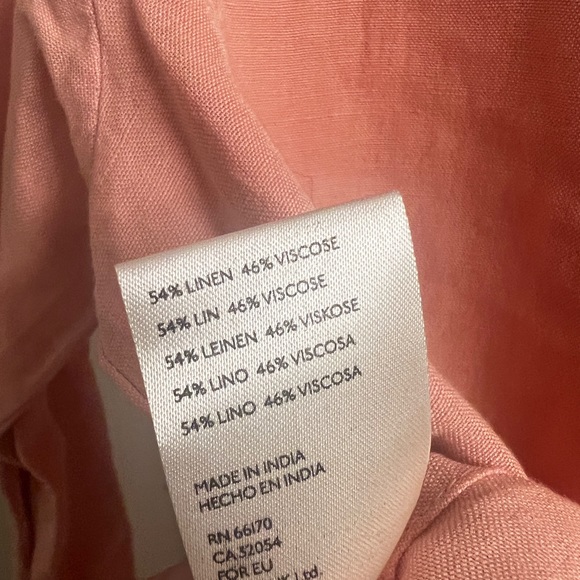 54% LINEN 46% VISCOSE
54% LIN 46% VISCOSE
54% LEINEN 46% VISKOSE
54% LINO 46% VISCOSA
54% LINO 46% VISCOSA
MADE IN INDIA
HECHO EN INDIA
RN 66170
CA 32054
FOR EU
Ltd.